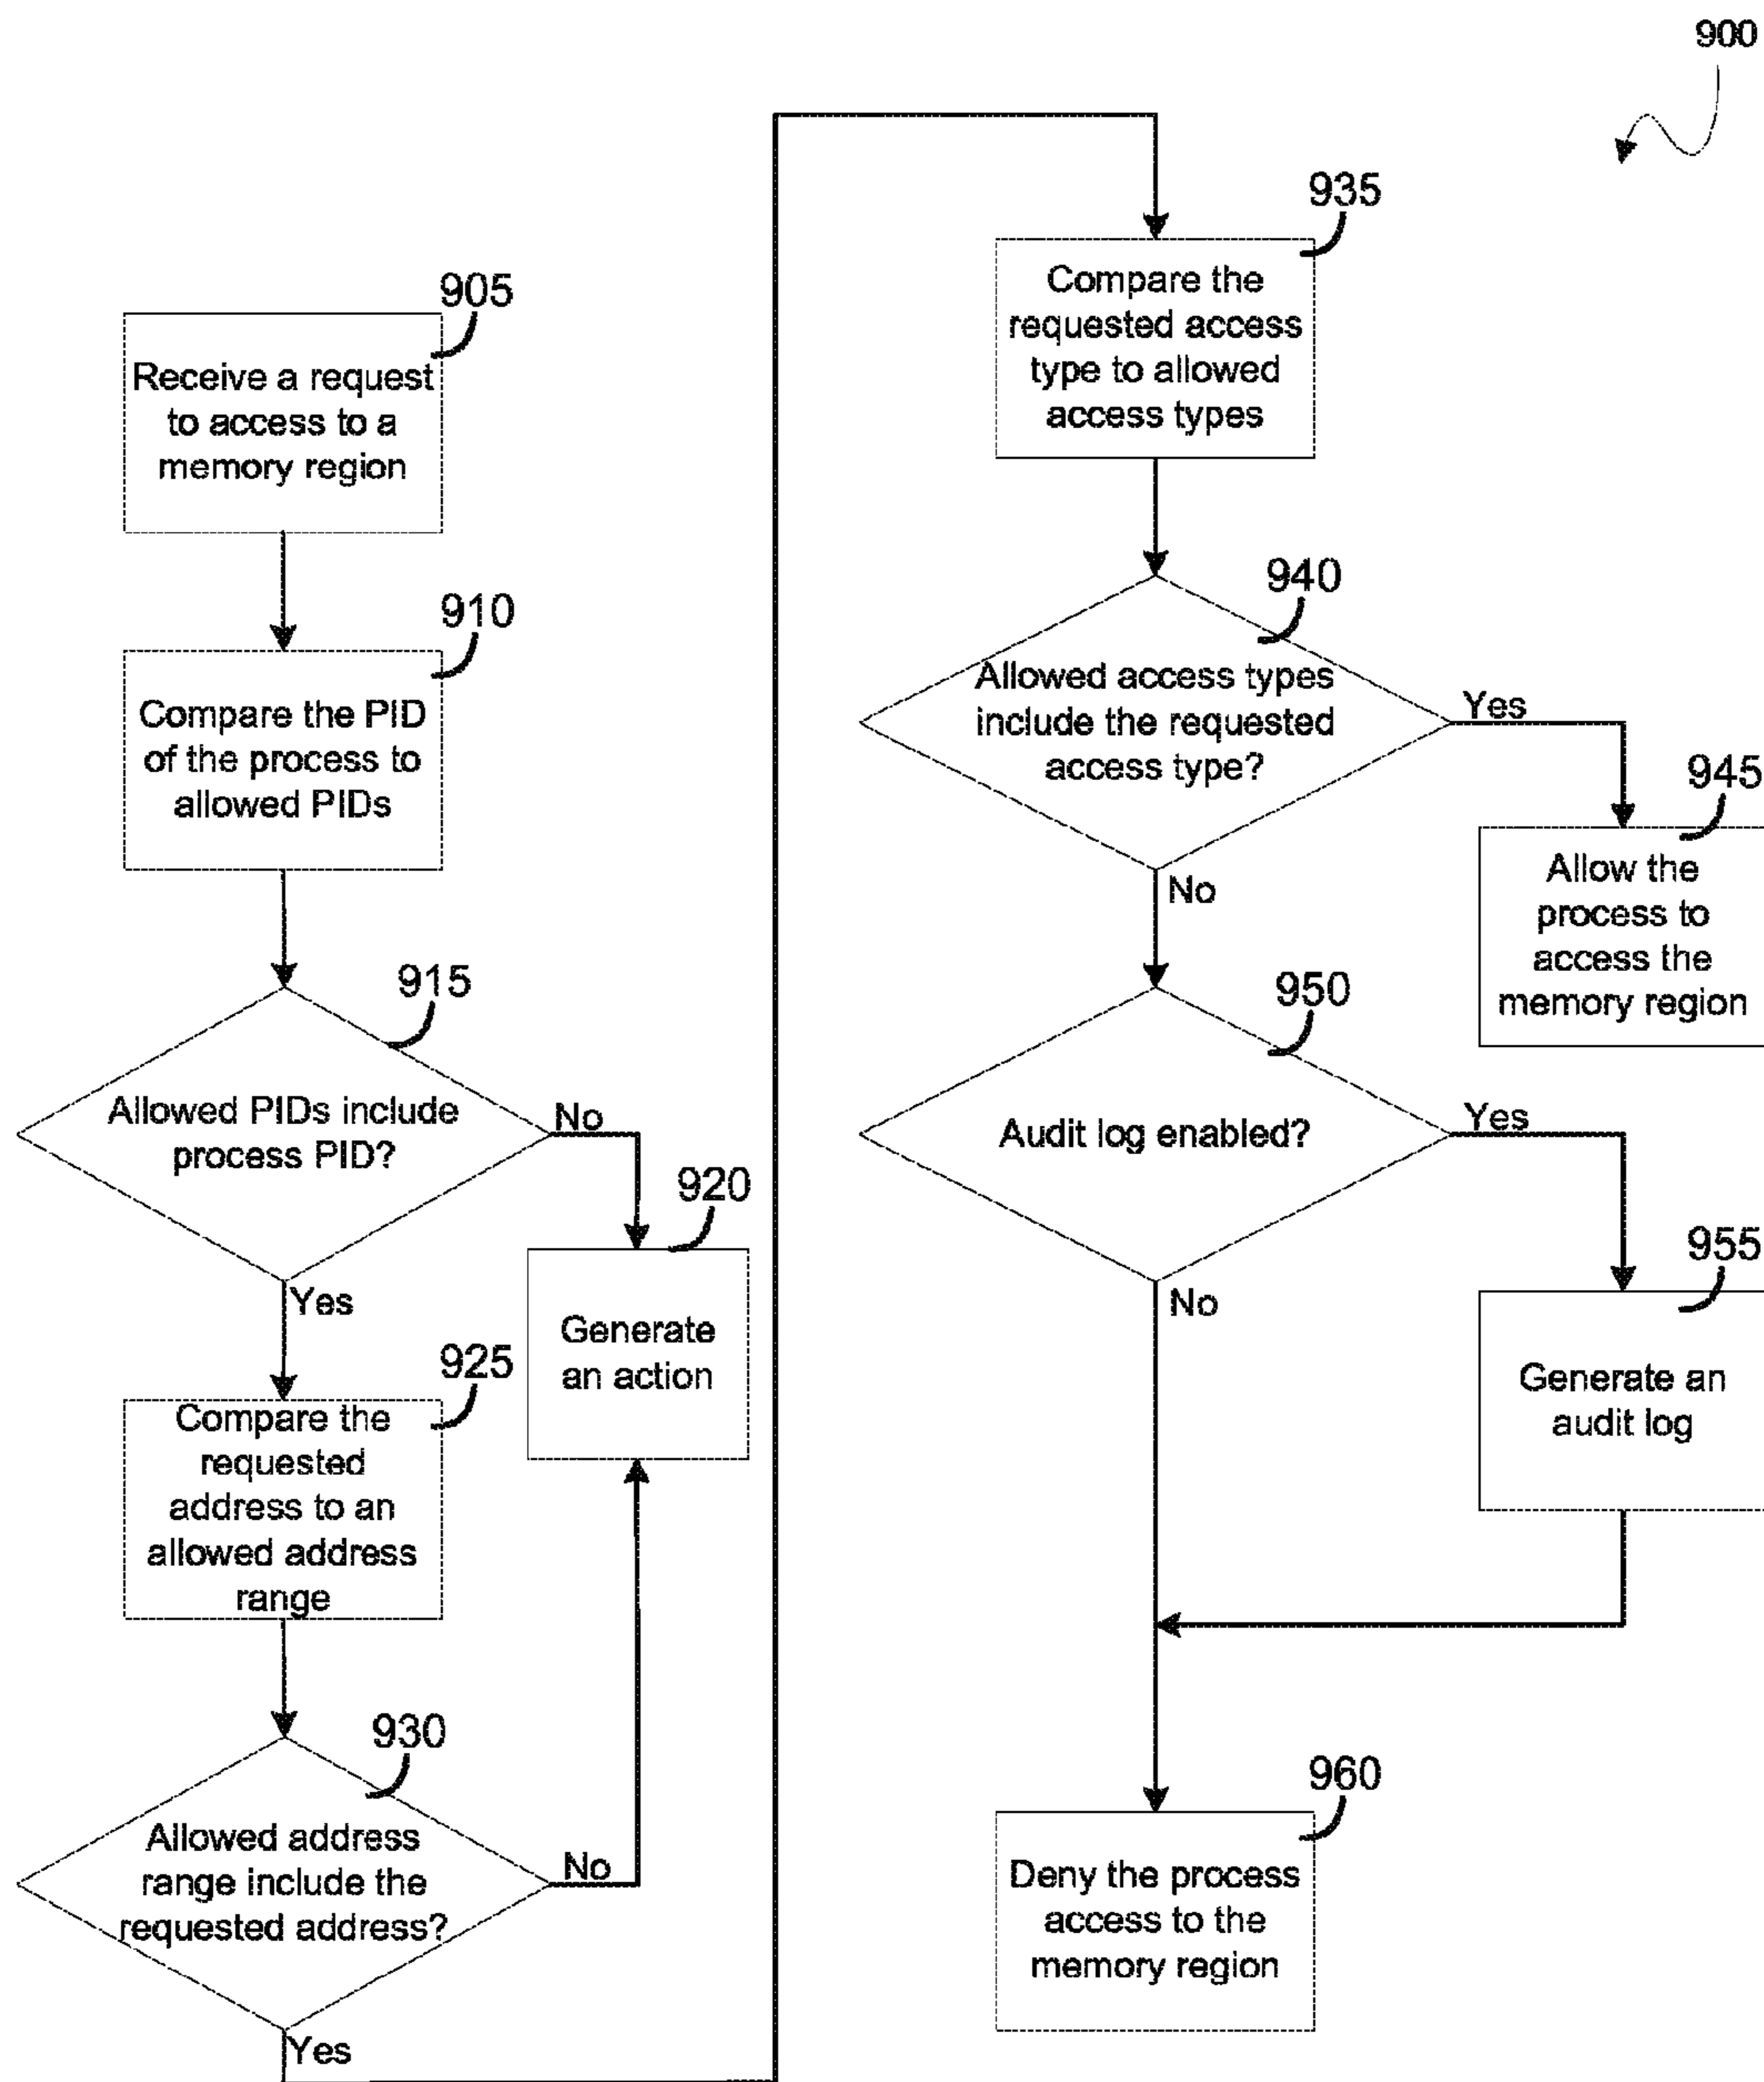 900
905
Receive a request
to access to a
memory region
910
Compare the PID
of the process to
allowed PIDs
915
Allowed PIDs include
process PID?
No
Yes
920
Generate
an action
925
Compare the
requested
address to an
allowed address
range
930
Allowed address
range include the
requested address?
No
Yes
935
Compare the
requested access
type to allowed
access types
940
Allowed access types
include the requested
access type?
Yes
No
945
Allow the
process to
access the
memory region
950
Audit log enabled?
Yes
No
955
Generate an
audit log
960
Deny the process
access to the
memory region